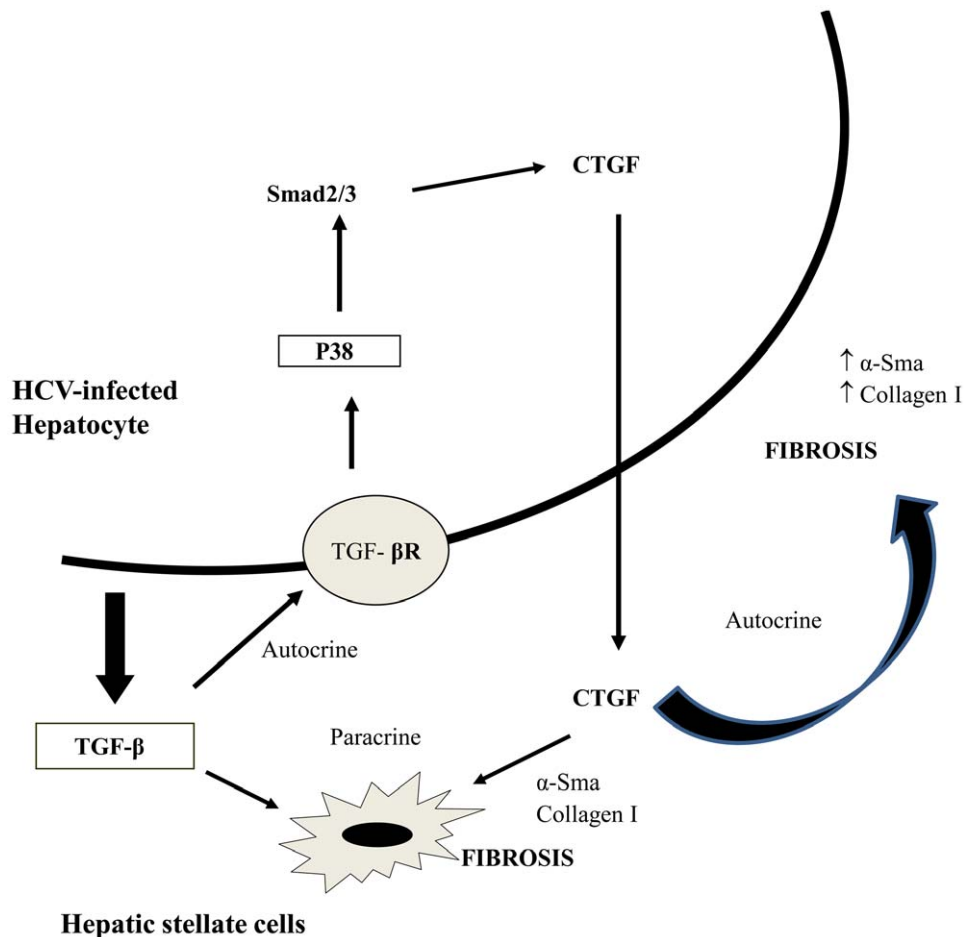 CTGF
Smad2/3
P38
HCV-infected
Hepatocyte
↑ α-Sma
↑ Collagen I
FIBROSIS
TGF- βR
Autocrine
Autocrine
CTGF
TGF-β
Paracrine
α-Sma
Collagen I
FIBROSIS
Hepatic stellate cells